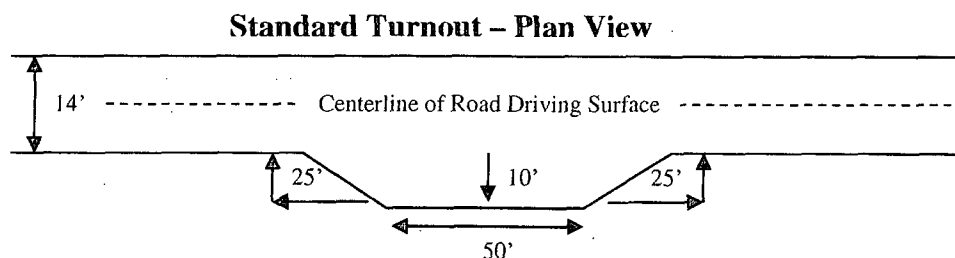 Standard Turnout – Plan View
14'
Centerline of Road Driving Surface
25'
10'
25'
50'